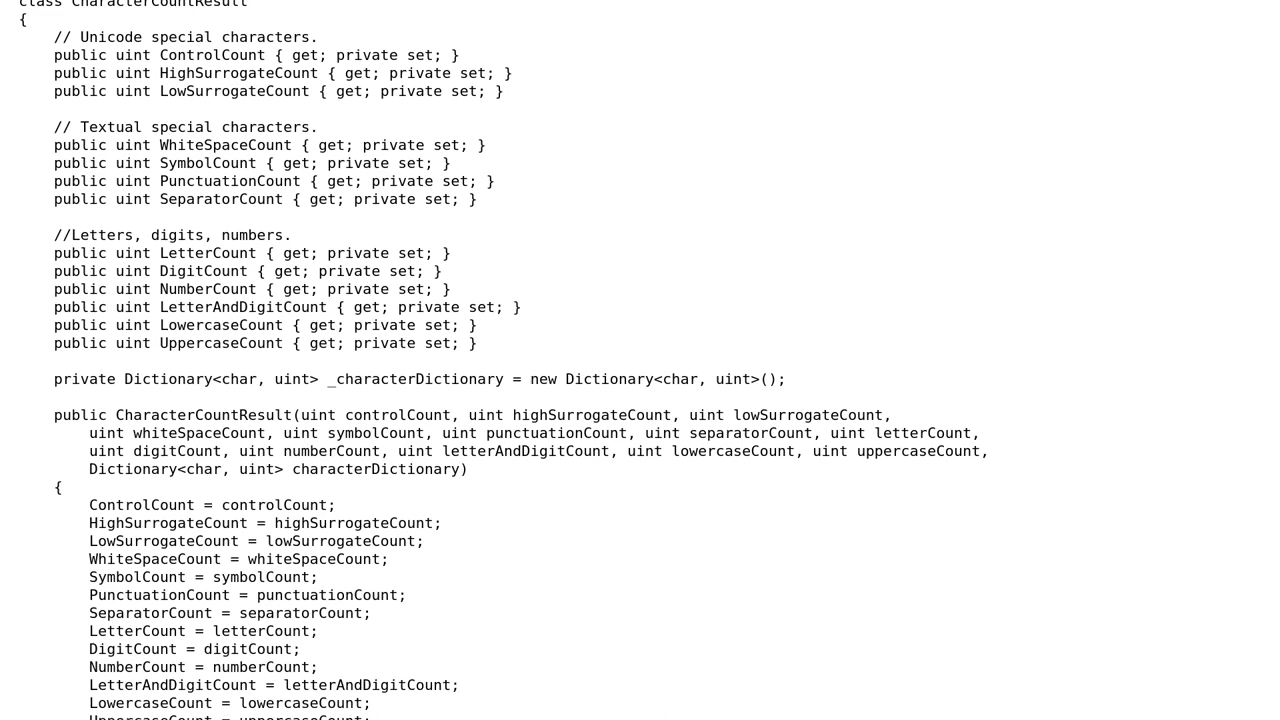 class CharacterCountResult
{
    // Unicode special characters.
    public uint ControlCount { get; private set; }
    public uint HighSurrogateCount { get; private set; }
    public uint LowSurrogateCount { get; private set; }

    // Textual special characters.
    public uint WhiteSpaceCount { get; private set; }
    public uint SymbolCount { get; private set; }
    public uint PunctuationCount { get; private set; }
    public uint SeparatorCount { get; private set; }

    //Letters, digits, numbers.
    public uint LetterCount { get; private set; }
    public uint DigitCount { get; private set; }
    public uint NumberCount { get; private set; }
    public uint LetterAndDigitCount { get; private set; }
    public uint LowercaseCount { get; private set; }
    public uint UppercaseCount { get; private set; }

    private Dictionary<char, uint> _characterDictionary = new Dictionary<char, uint>();

    public CharacterCountResult(uint controlCount, uint highSurrogateCount, uint lowSurrogateCount,
        uint whiteSpaceCount, uint symbolCount, uint punctuationCount, uint separatorCount, uint letterCount,
        uint digitCount, uint numberCount, uint letterAndDigitCount, uint lowercaseCount, uint uppercaseCount,
        Dictionary<char, uint> characterDictionary)
    {
        ControlCount = controlCount;
        HighSurrogateCount = highSurrogateCount;
        LowSurrogateCount = lowSurrogateCount;
        WhiteSpaceCount = whiteSpaceCount;
        SymbolCount = symbolCount;
        PunctuationCount = punctuationCount;
        SeparatorCount = separatorCount;
        LetterCount = letterCount;
        DigitCount = digitCount;
        NumberCount = numberCount;
        LetterAndDigitCount = letterAndDigitCount;
        LowercaseCount = lowercaseCount;
        UppercaseCount = uppercaseCount;